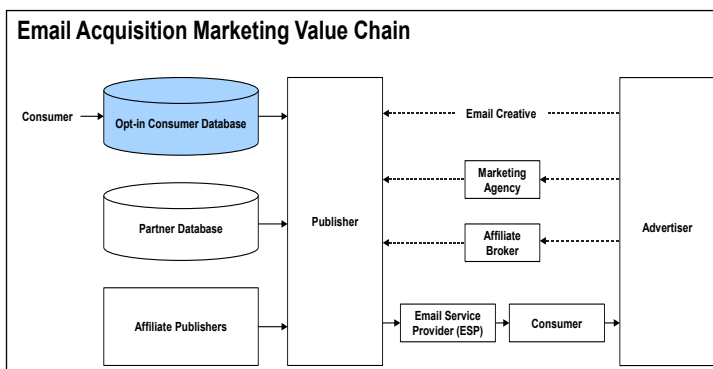 Email Acquisition Marketing Value Chain
Consumer
Opt-in Consumer Database
Email Creative
Marketing
Agency
Partner Database
Publisher
Affiliate
Broker
Advertiser
Affiliate Publishers
Email Service
Provider (ESP)
Consumer